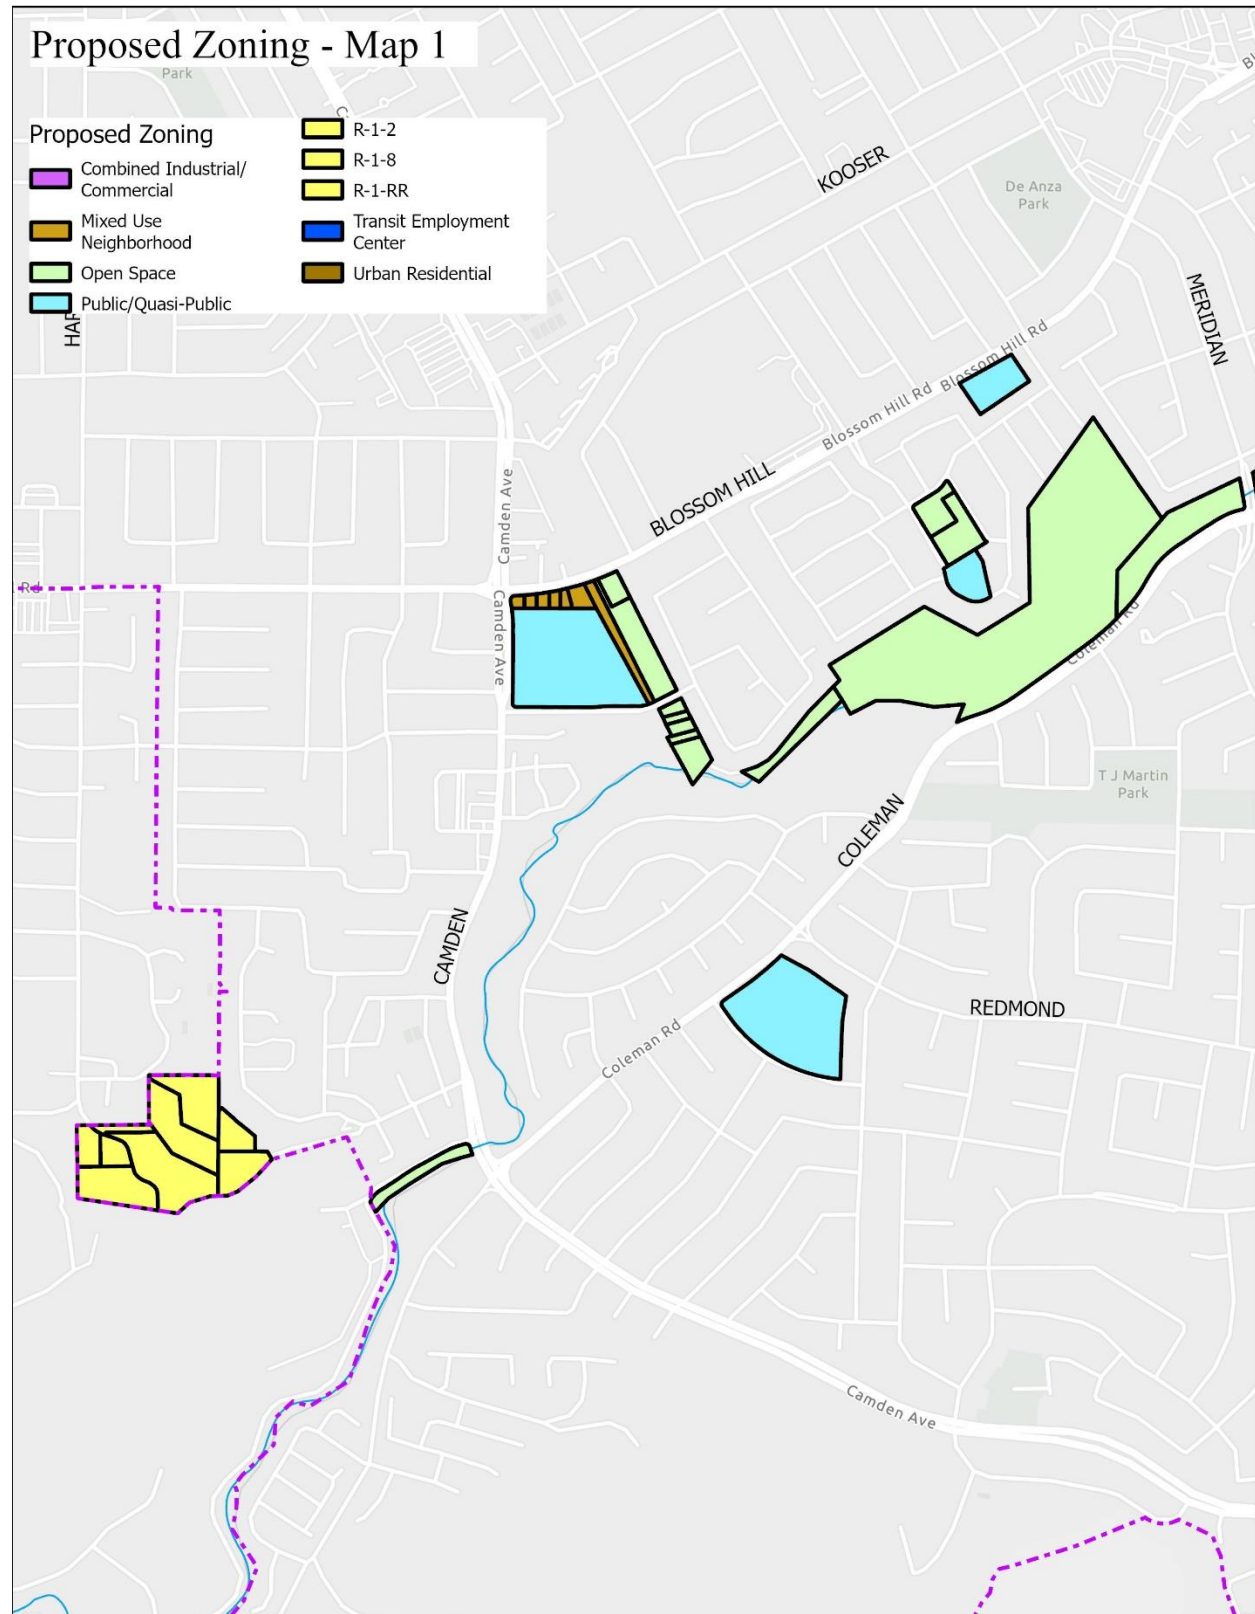 Proposed Zoning - Map 1
Park
Proposed Zoning
Combined Industrial/
Commercial
Mixed Use
Neighborhood
Open Space
Public/Quasi-Public
R-1-2
R-1-8
R-1-RR
Transit Employment
Center
Urban Residential
KOOSER
De Anza
Park
MERIDIAN
Blossom Hill Rd
Blossom Hill Rd
BLOSSOM HILL
Camden Ave
Camden Ave
Rd
Coleman Rd
T J Martin
Park
COLEMAN
CAMDEN
REDMOND
Coleman Rd
Camden Ave